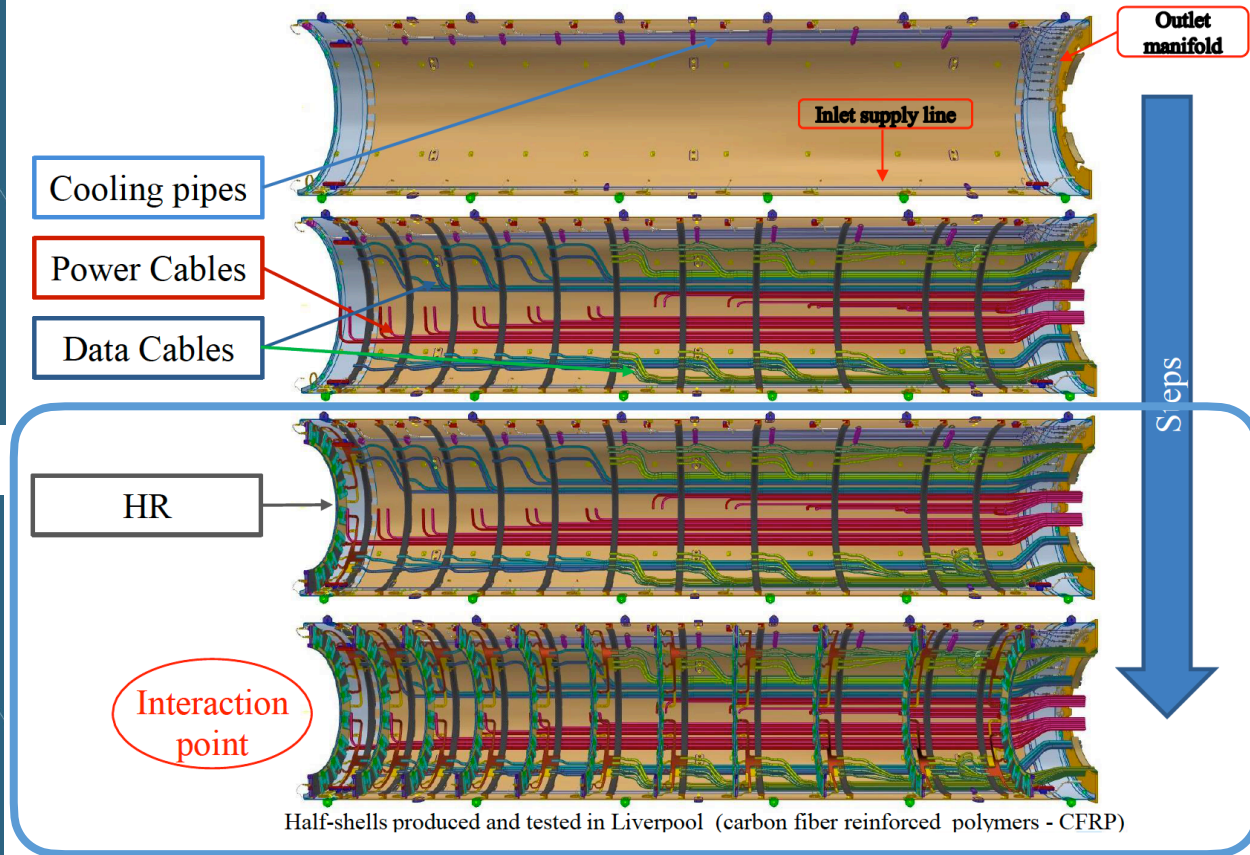 Outlet
manifold
Inlet supply line
Cooling pipes
Power Cables
Data Cables
Steps
HR
Interaction
point
Half-shells produced and tested in Liverpool (carbon fiber reinforced polymers - CFRP)